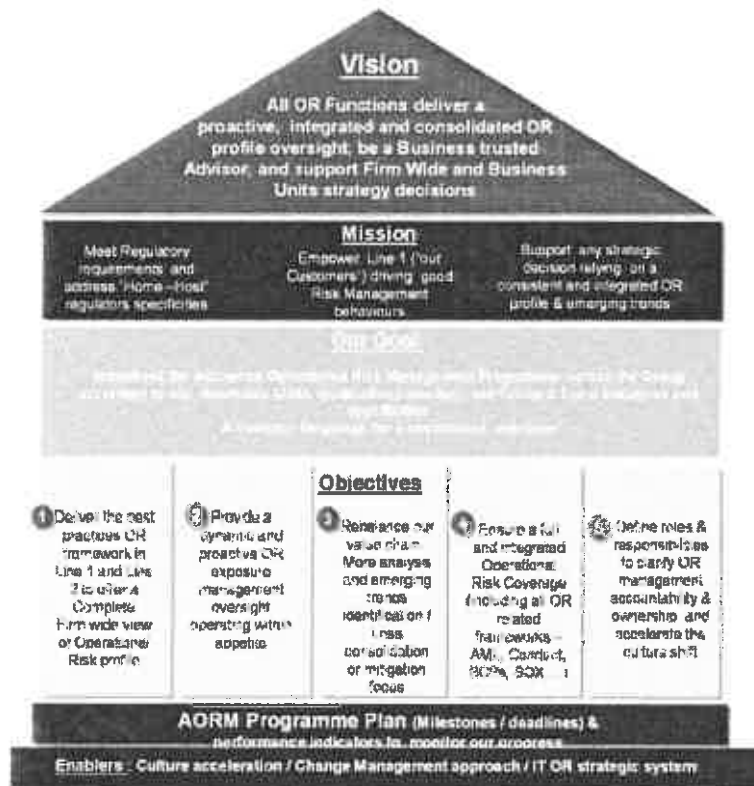 Vision
All OR Functions deliver a
proactive, integrated and consolidated OR
profile oversight, be a Business trusted
Advisor, and support Firm Wide and Business
Units strategy decisions
Mission
Meet Regulatory
requirements and
address "Home –Host"
regulators specificities
Empower Line 1 ("our
Customers") driving good
Risk Management
behaviours
Support any strategic
decision relying on a
consistent and integrated OR
profile & emerging trends
Our Goal
Objectives
1 Deliver the best
practices OR
framework in
Line 1 and Line
2 to offer a
Complete
Firm wide view
of Operational
Risk profile
2 Provide a
dynamic and
proactive OR
exposure
management
oversight
operating within
appetite
3 Rebalance our
value chain
More analysis
and emerging
trends
identification /
Less
consolidation
or mitigation
focus
4 Ensure a full
and integrated
Operational
Risk Coverage
(including all OR
related
frameworks –
AML, Conduct,
SOX
5 Define roles &
responsibilities
to clarify OR
management
accountability &
ownership and
accelerate the
culture shift
AORM Programme Plan (Milestones / deadlines) &
performance indicators to monitor our progress
Enablers : Culture acceleration / Change Management approach / IT OR strategic system